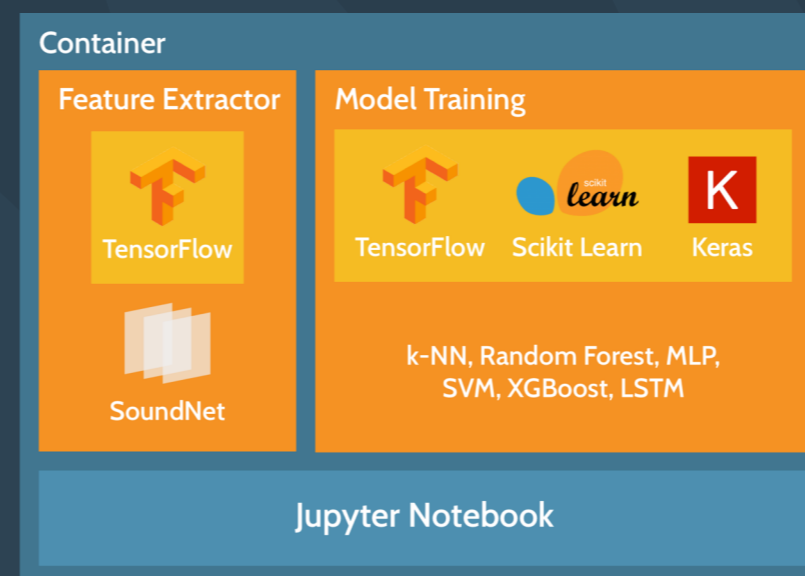 Container
Feature Extractor
TensorFlow
SoundNet
Model Training
TensorFlow
scikit
learn
Scikit Learn
K
Keras
k-NN, Random Forest, MLP,
SVM, XGBoost, LSTM
Jupyter Notebook